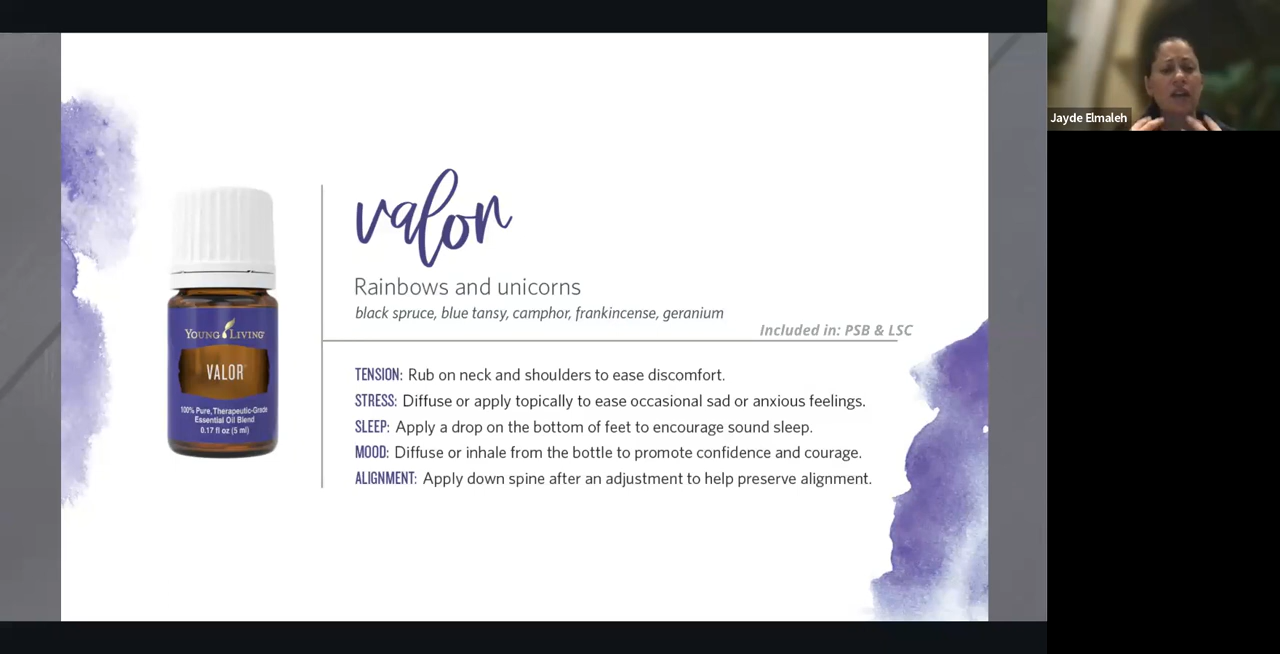 Jayde Elmaleh
valor
Rainbows and unicorns
black spruce, blue tansy, camphor, frankincense, geranium
Included in: PSB & LSC
YOUNG LIVING
VALOR™
100% Pure, Therapeutic-Grade
Essential Oil Blend
0.17 fl oz (5 ml)
TENSION: Rub on neck and shoulders to ease discomfort.
STRESS: Diffuse or apply topically to ease occasional sad or anxious feelings.
SLEEP: Apply a drop on the bottom of feet to encourage sound sleep.
MOOD: Diffuse or inhale from the bottle to promote confidence and courage.
ALIGNMENT: Apply down spine after an adjustment to help preserve alignment.